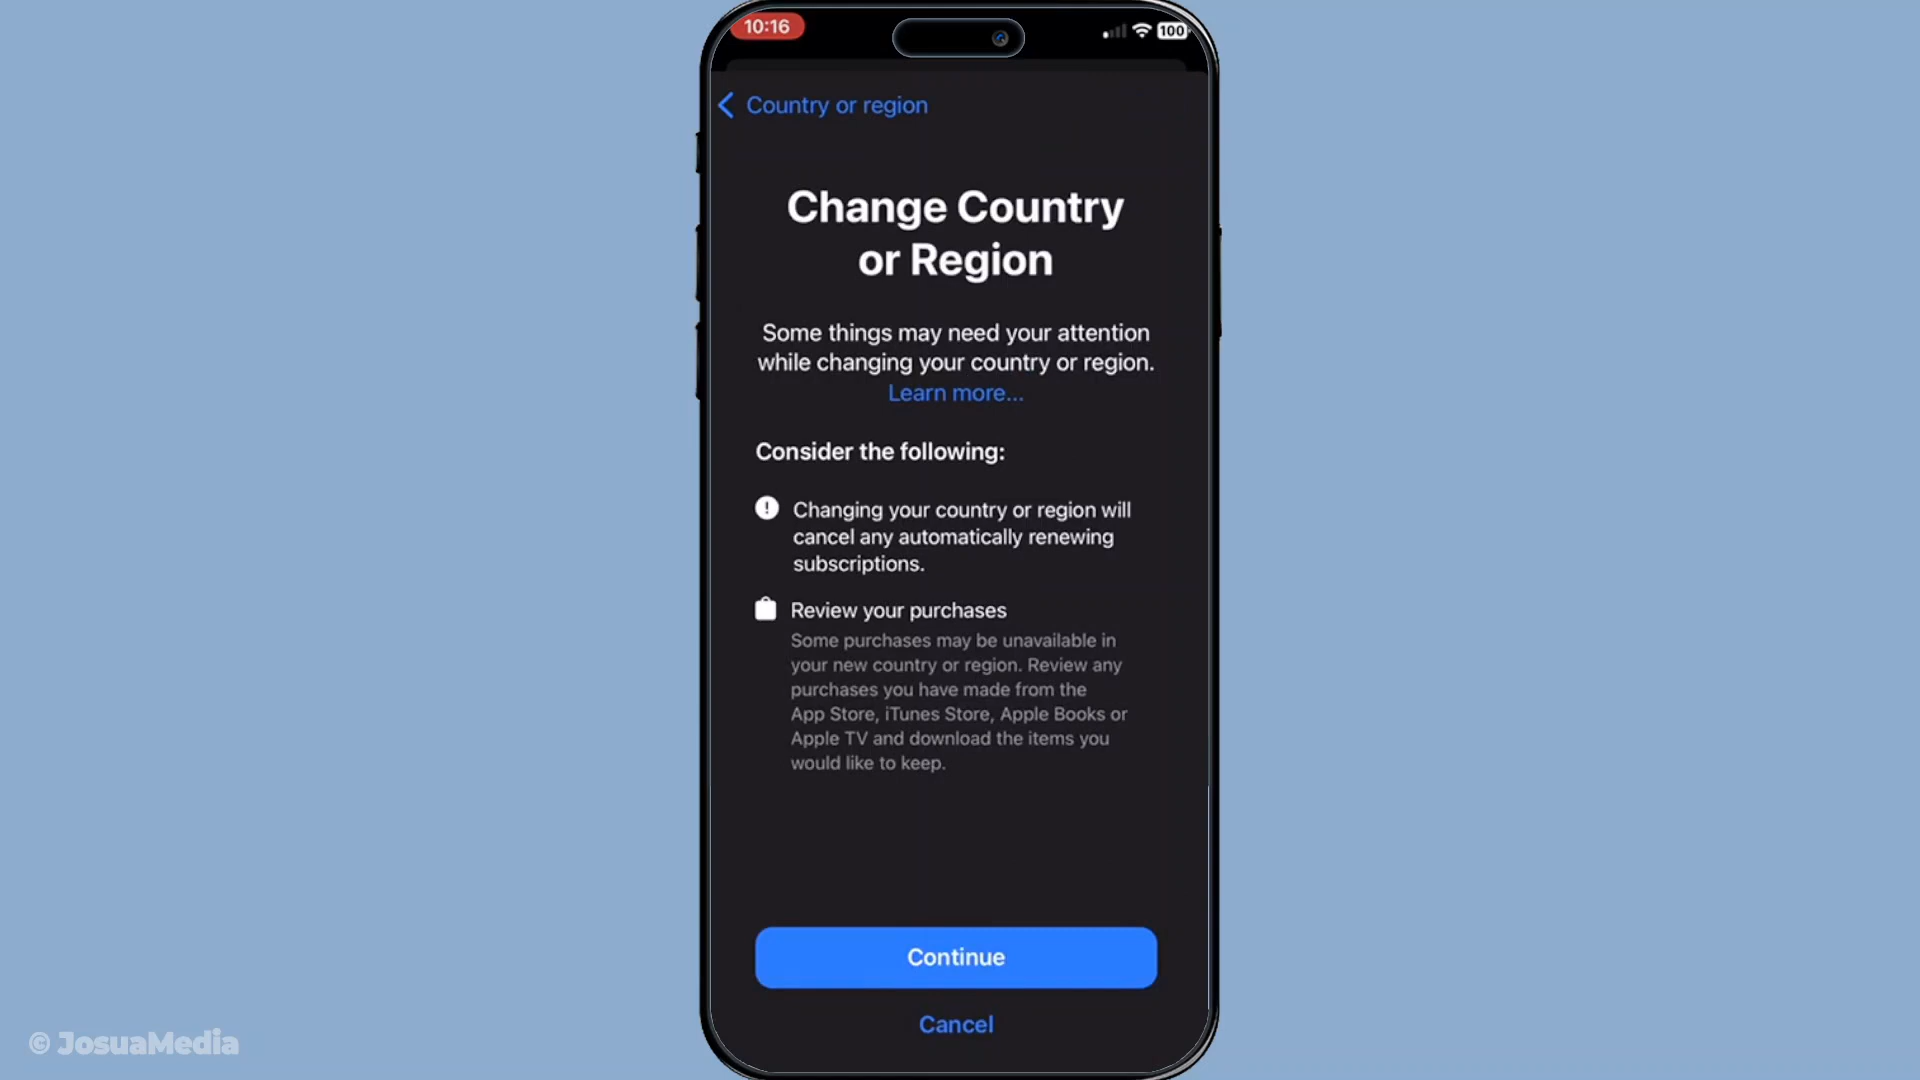 10:16
100
Country or region
Change Country
or Region
Some things may need your attention
while changing your country or region.
Learn more...
Consider the following:
Changing your country or region will
cancel any automatically renewing
subscriptions.
Review your purchases
Some purchases may be unavailable in
your new country or region. Review any
purchases you have made from the
App Store, iTunes Store, Apple Books or
Apple TV and download the items you
would like to keep.
Continue
Cancel
© JosuaMedia